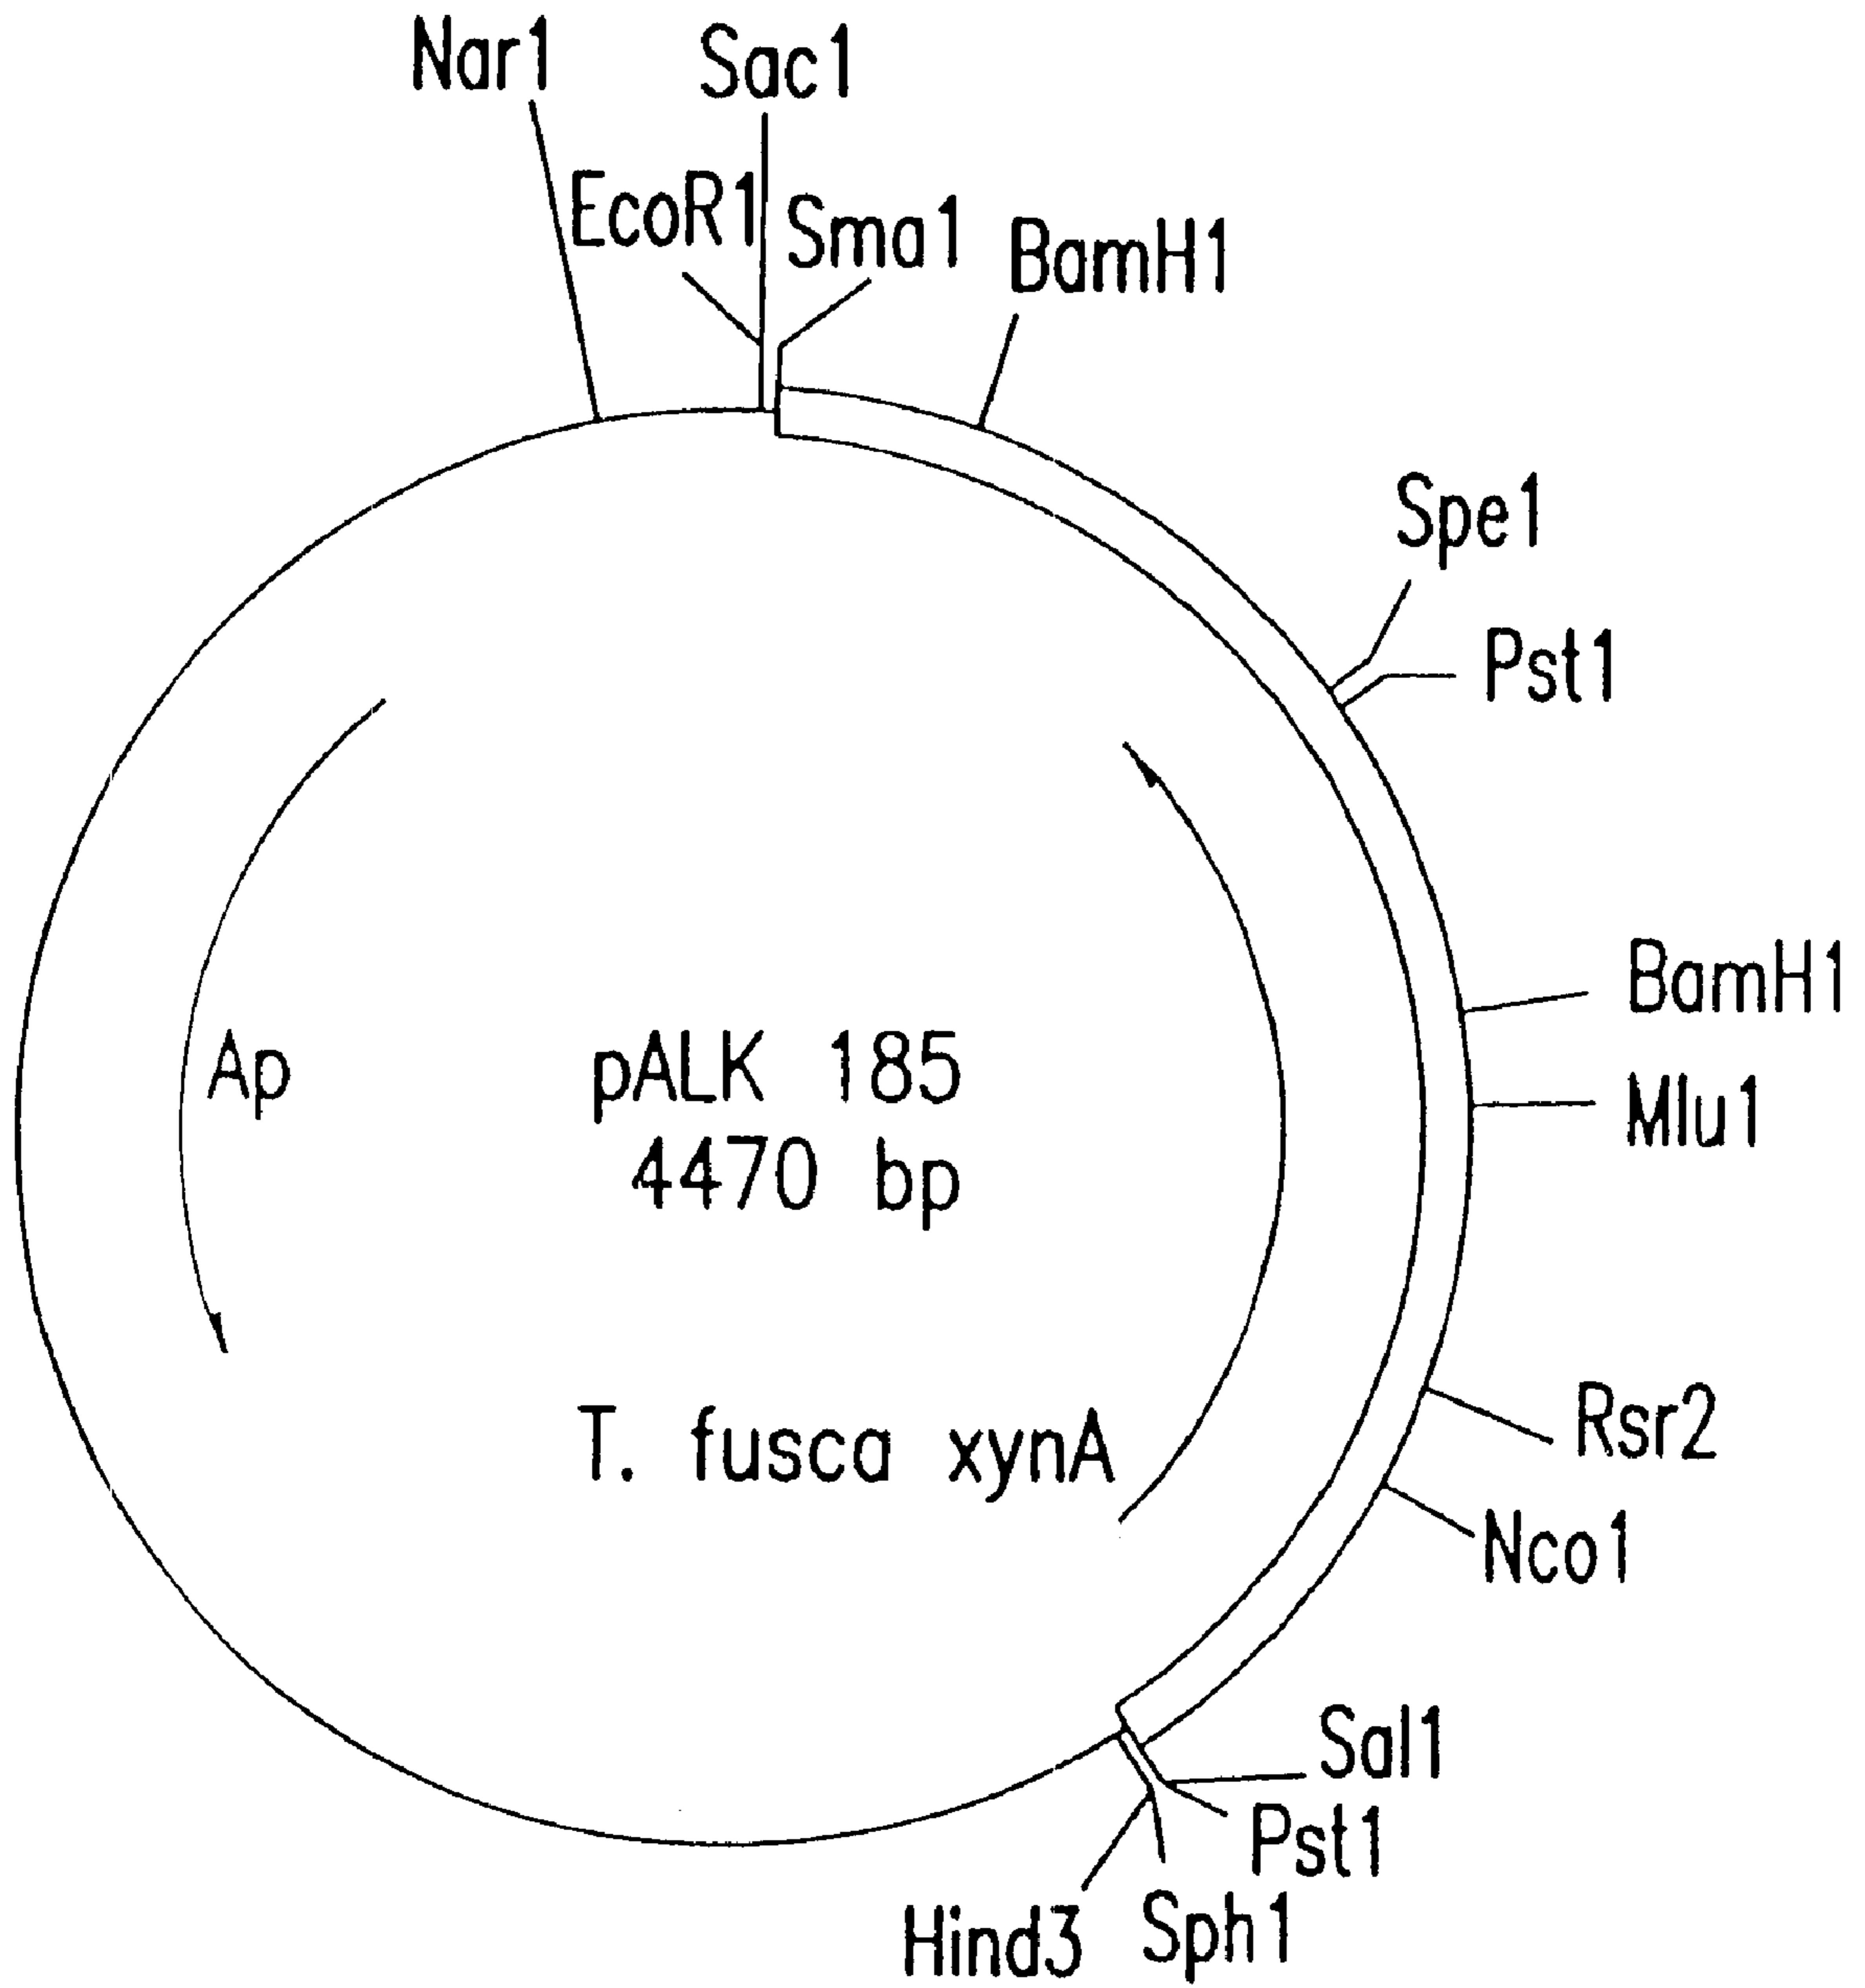 Nar1
Sac1
EcoR1
Sma1
BamH1
Spe1
Pst1
BamH1
Mlu1
Ap
pALK 185
4470 bp
Rsr2
T. fusca xynA
Nco1
Sal1
Pst1
Hind3
Sph1